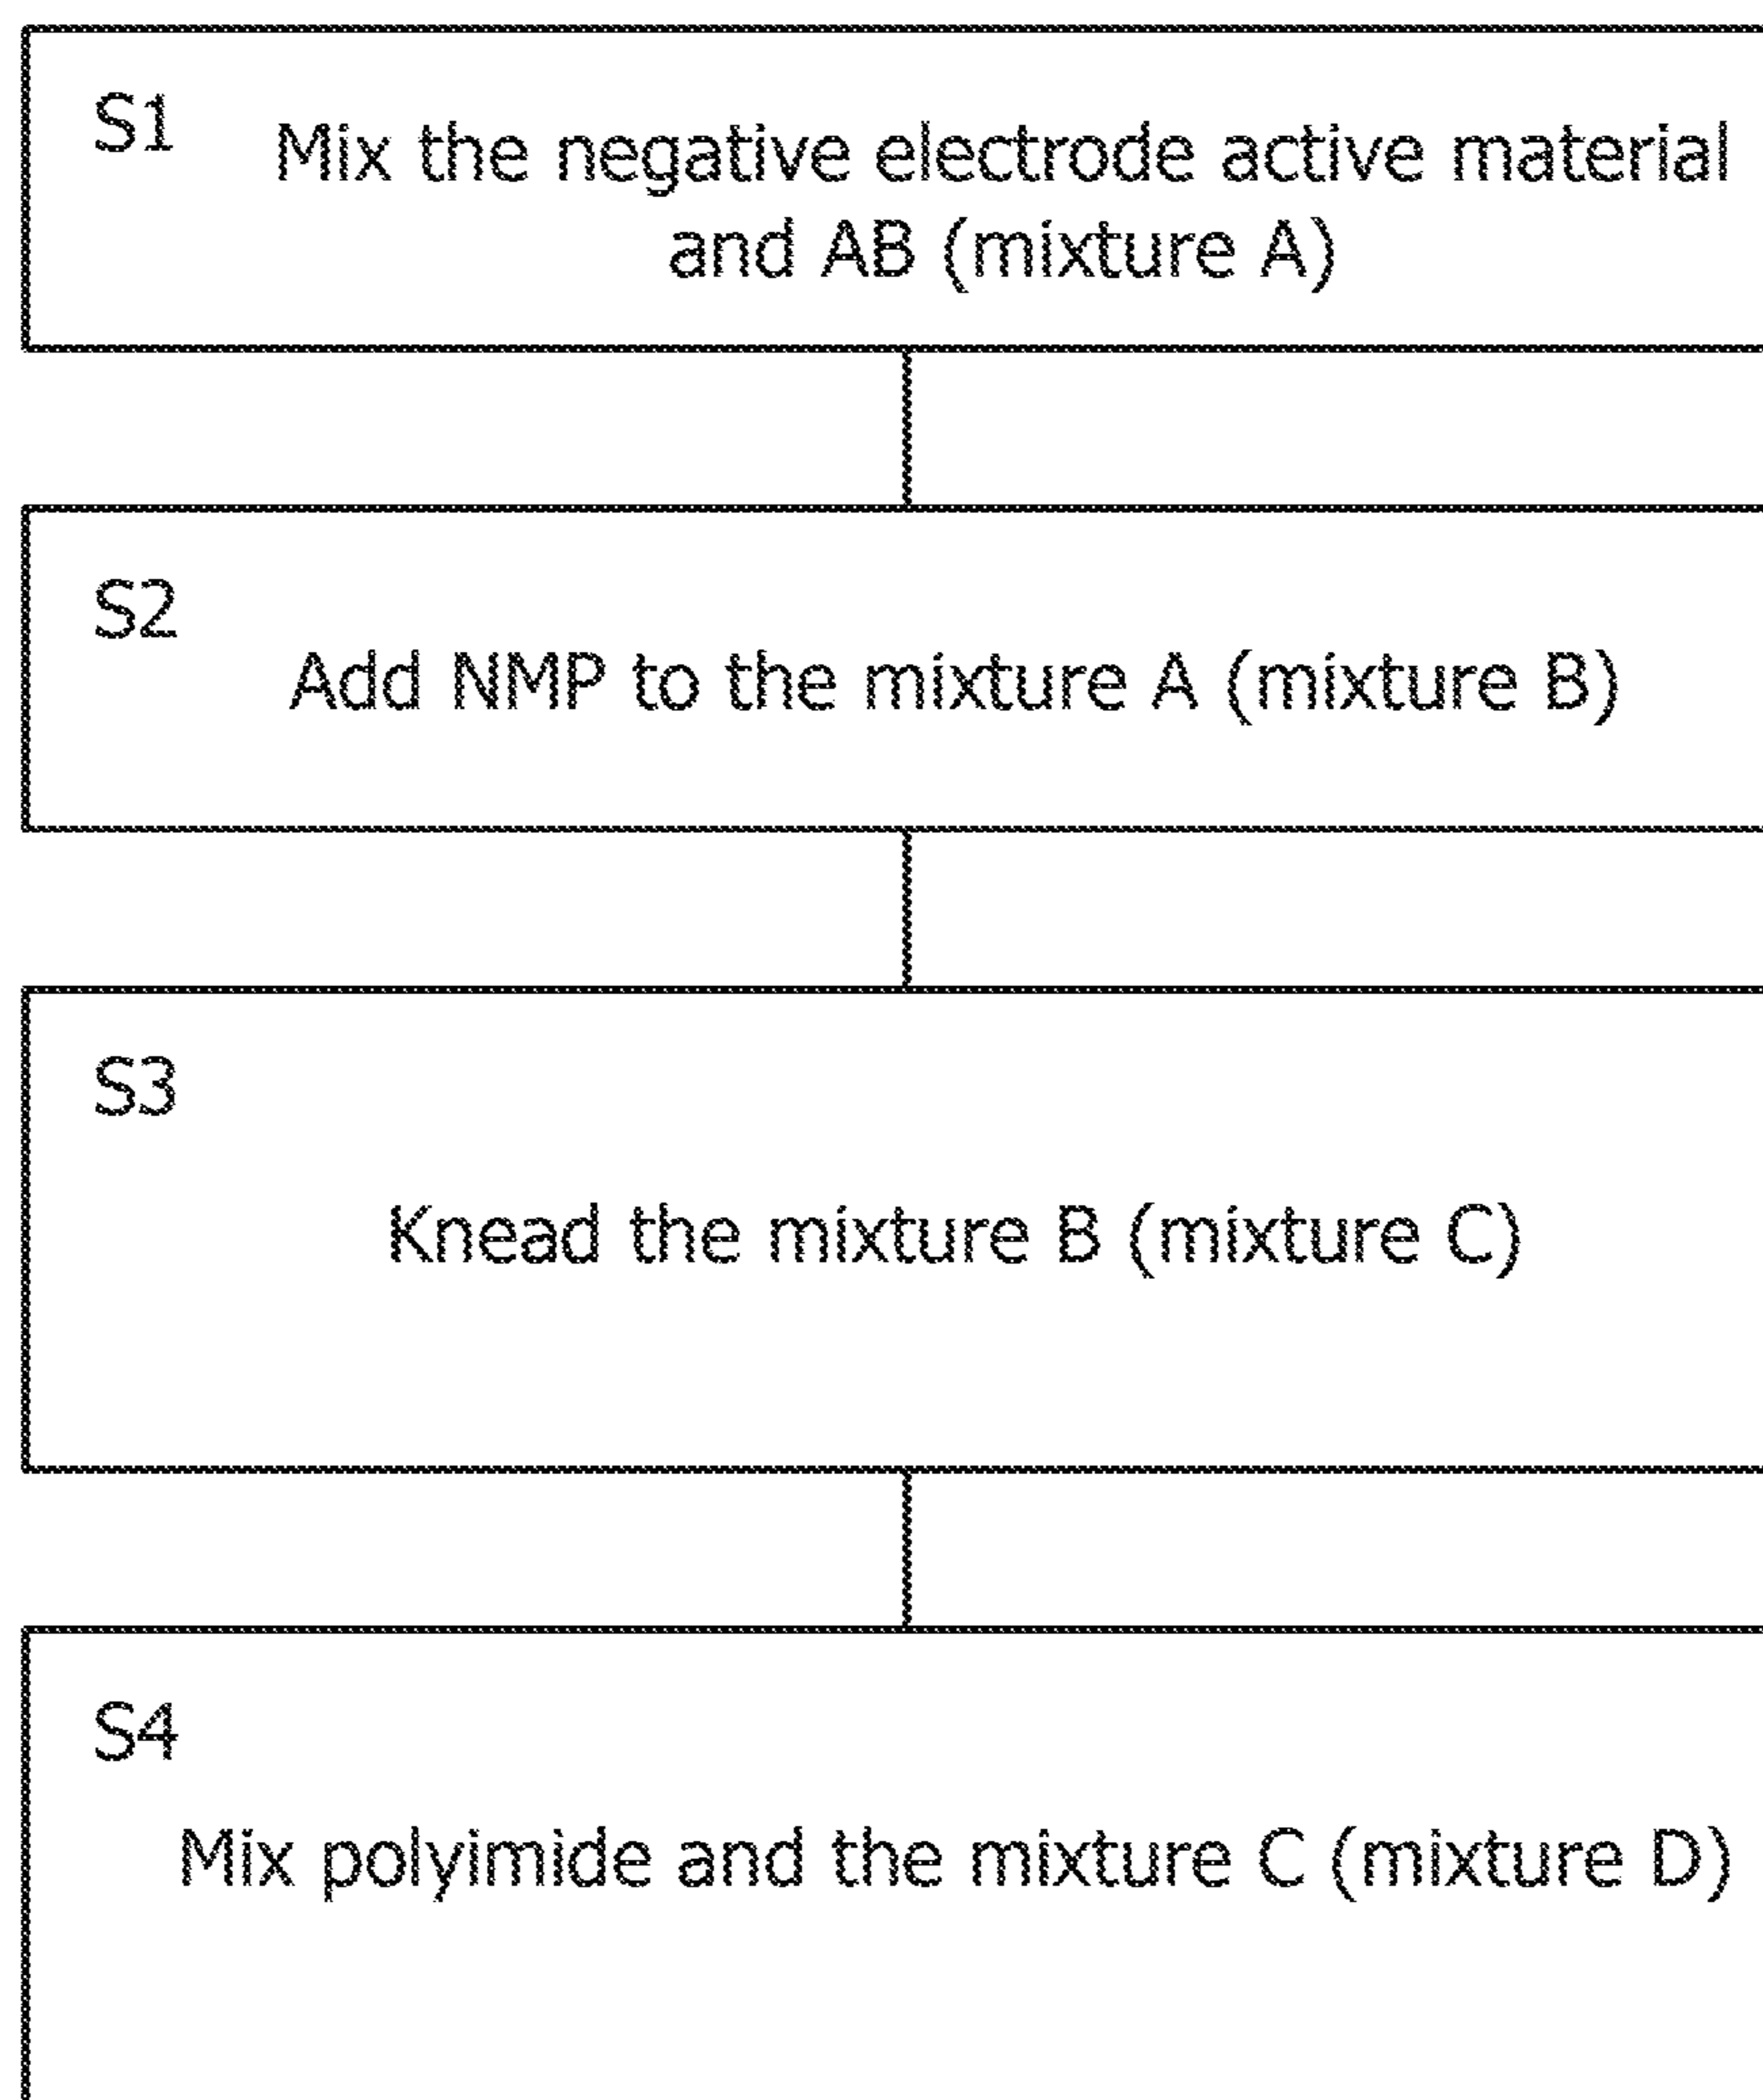 S1
Mix the negative electrode active material
and AB (mixture A)
S2
Add NMP to the mixture A (mixture B)
S3
Knead the mixture B (mixture C)
S4
Mix polyimide and the mixture C (mixture D)